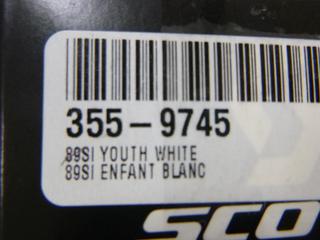 355-9745
89SI YOUTH WHITE
89SI ENFANT BLANC
SCO